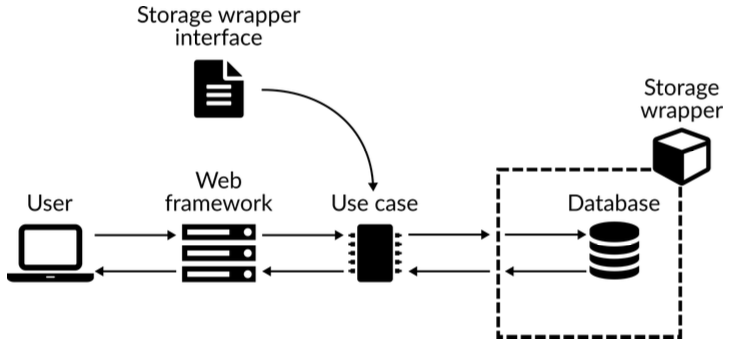 Storage wrapper
interface
Storage
wrapper
User
Web
framework
Use case
Database